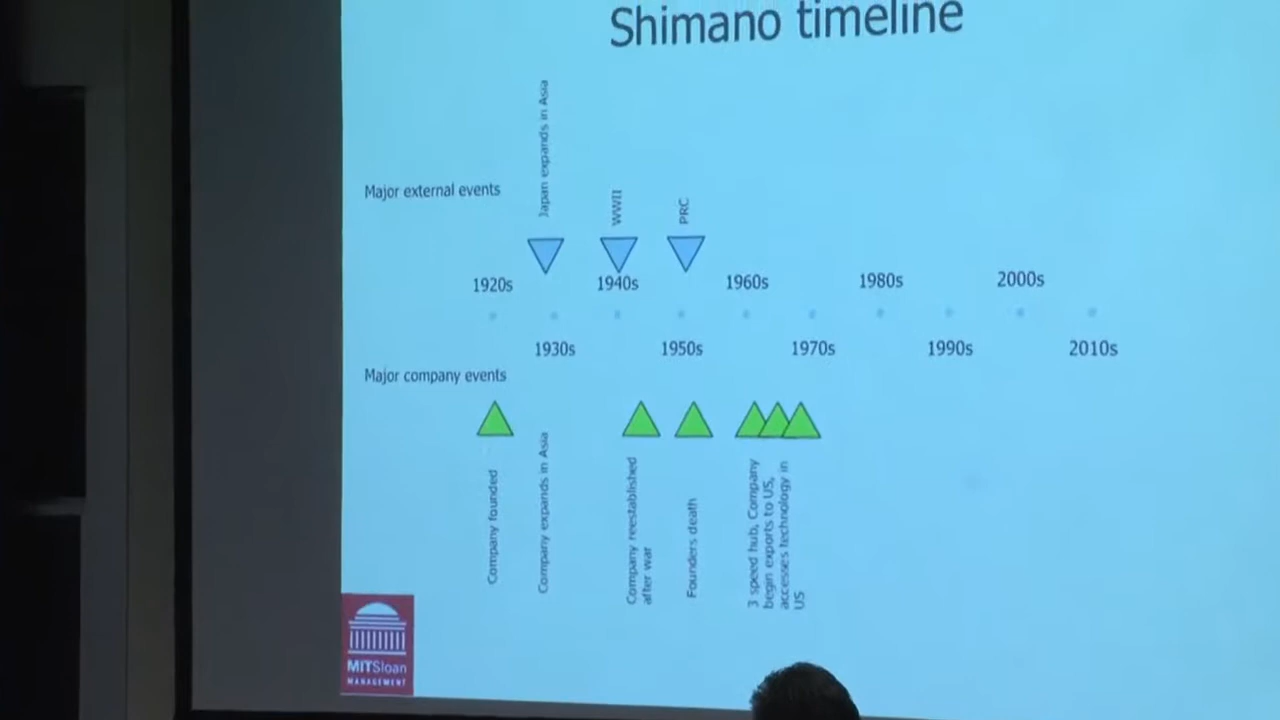 Shimano timeline
Japan expands in Asia
Major external events
WWII
PRC
1920s
1940s
1960s
1980s
2000s
1930s
1950s
1970s
1990s
2010s
Major company events
Company founded
Company expands in Asia
Company reestablished
after war
Founders death
3 speed hub, Company
begin exports to US,
accesses technology in
US
MITSloan
MANAGEMENT